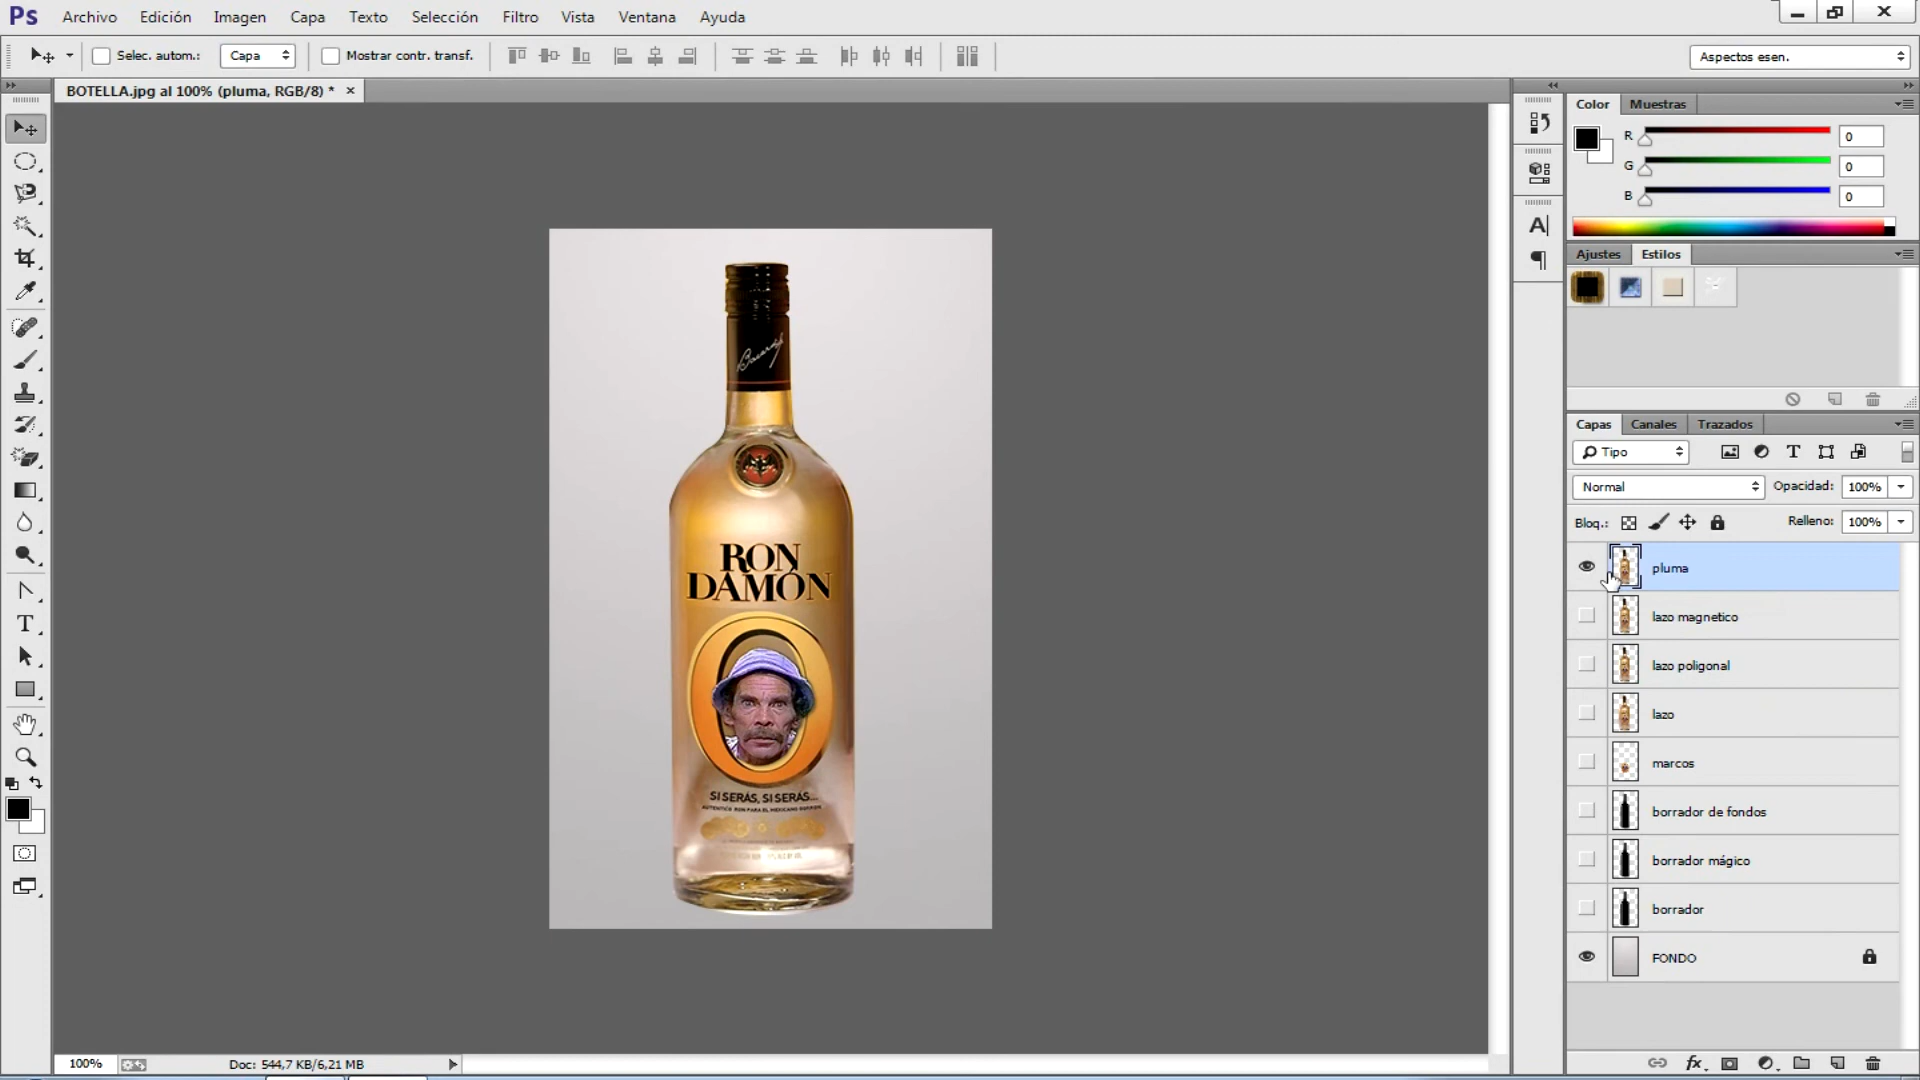 Ps Archivo Edición Imagen Capa Texto Selección Filtro Vista Ventana Ayuda
Selec. autom.: Capa Mostrar contr. transf. Aspectos esen.
BOTELLA.jpg al 100% (pluma, RGB/8) * ×
Color Muestras
R 0
G 0
B 0
Ajustes Estilos
RON
DAMÓN
SI SERÁS, SI SERÁS...
Capas Canales Trazados
Tipo
Normal Opacidad: 100%
Bloq.: Relleno: 100%
pluma
lazo magnetico
lazo poligonal
lazo
marcos
borrador de fondos
borrador mágico
borrador
FONDO
100% Doc: 544,7 KB/6,21 MB